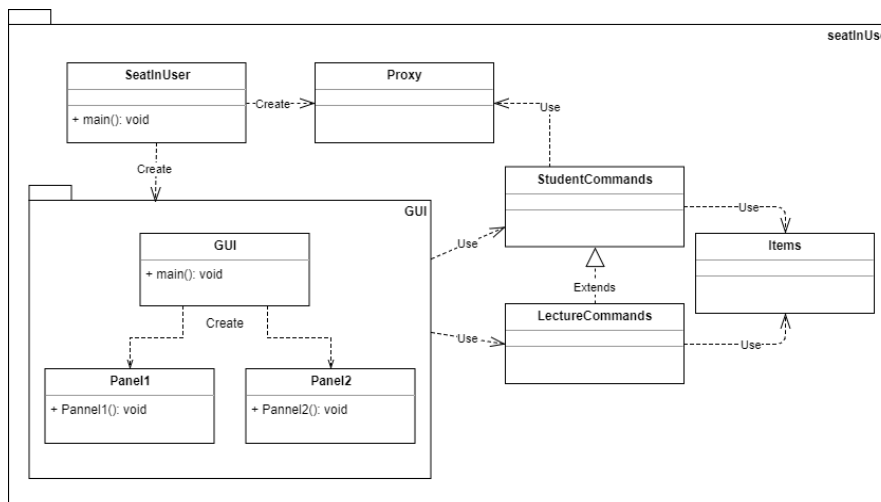 seatInUse
SeatInUser
+ main(): void
Create
Proxy
Create
Use
StudentCommands
Use
Items
GUI
GUI
+ main(): void
Create
Use
Extends
LectureCommands
Use
Use
Panel1
+ Pannel1(): void
Panel2
+ Pannel2(): void